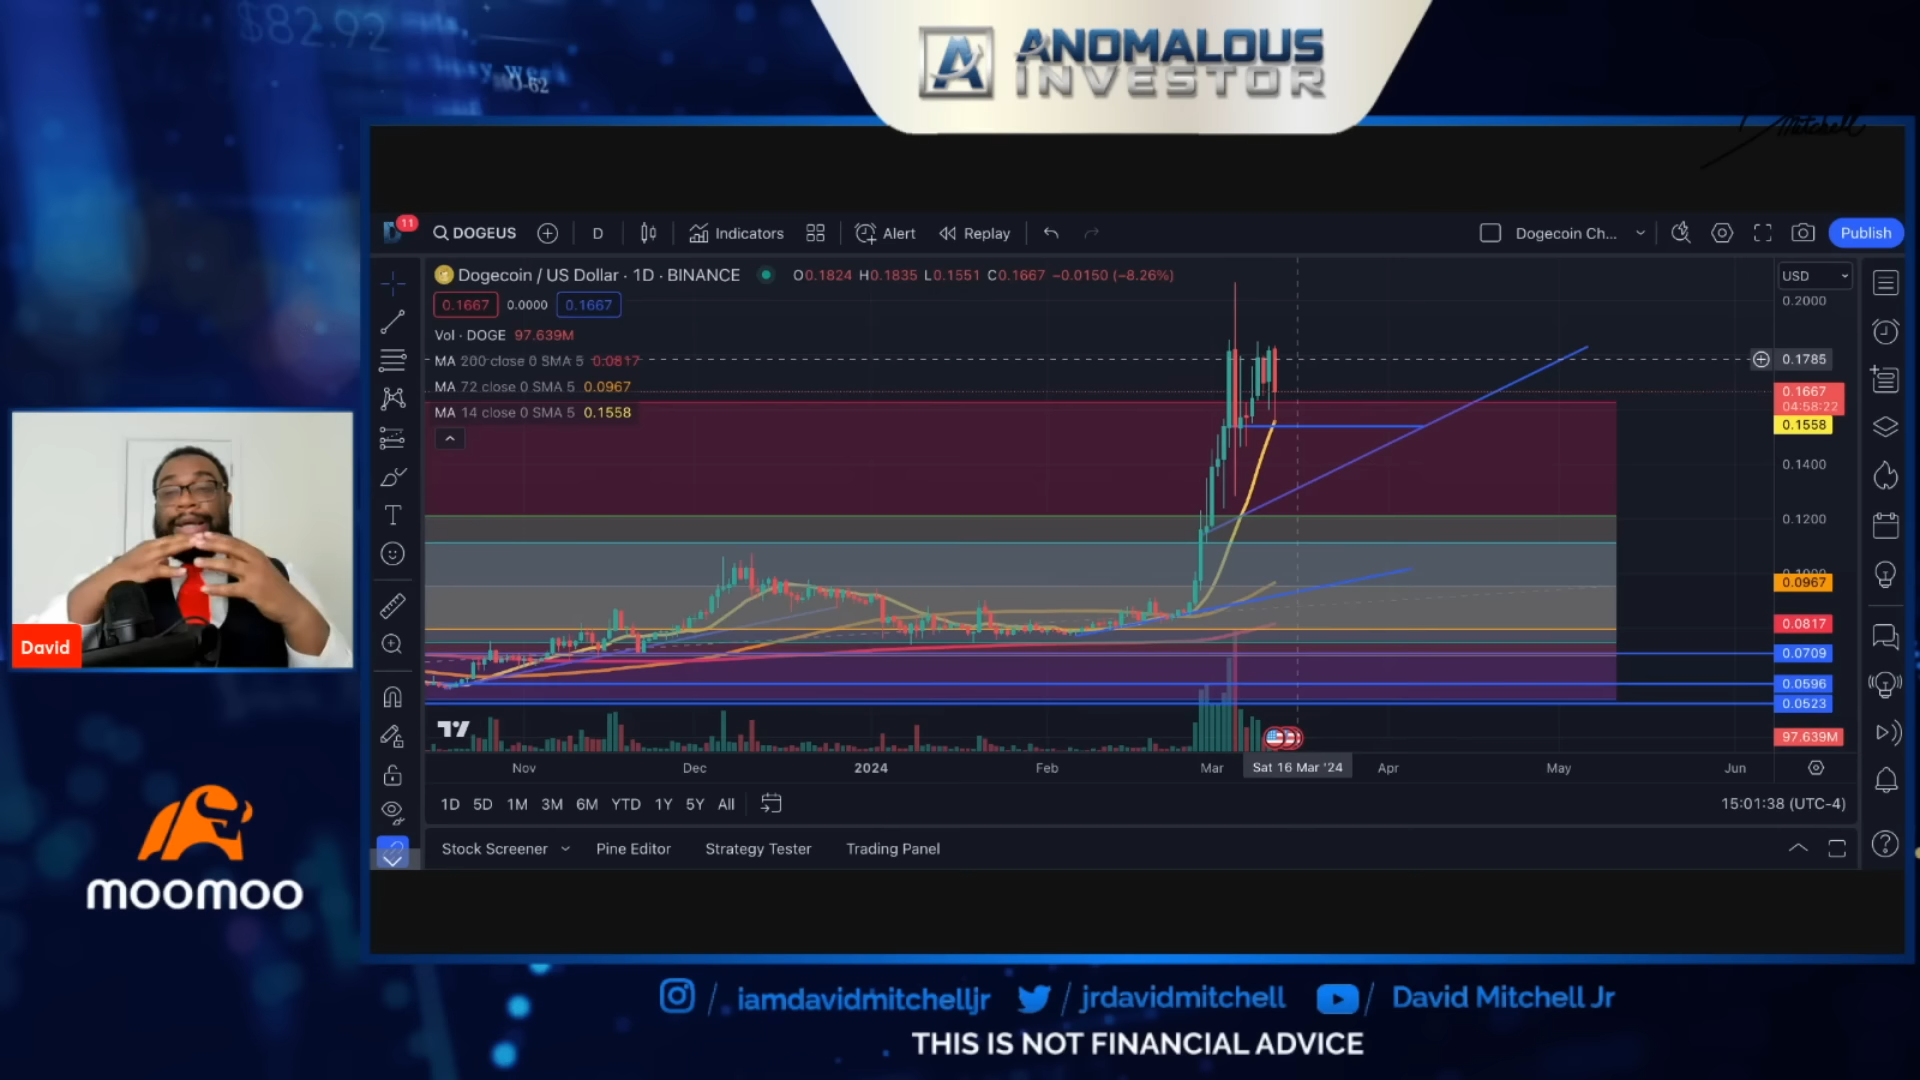 $82.92
ANOMALOUS
INVESTOR
Mitchell
11
DOGEUS
D
Indicators
Alert
Replay
Dogecoin Ch...
Publish
Dogecoin / US Dollar · 1D · BINANCE
O0.1824 H0.1835 L0.1551 C0.1667 −0.0150 (−8.26%)
USD
0.1667
0.0000
0.1667
0.2000
Vol · DOGE 97.639M
MA 200 close 0 SMA 5 0.0817
0.1785
MA 72 close 0 SMA 5 0.0967
0.1667
04:58:22
MA 14 close 0 SMA 5 0.1558
0.1558
0.1400
0.1200
0.1000
0.0967
0.0817
0.0709
0.0596
0.0523
97.639M
David
Nov
Dec
2024
Feb
Mar
Sat 16 Mar '24
Apr
May
Jun
1D 5D 1M 3M 6M YTD 1Y 5Y All
15:01:38 (UTC-4)
Stock Screener
Pine Editor
Strategy Tester
Trading Panel
moomoo
/ iamdavidmitchelljr
/ jrdavidmitchell
/ David Mitchell Jr
THIS IS NOT FINANCIAL ADVICE